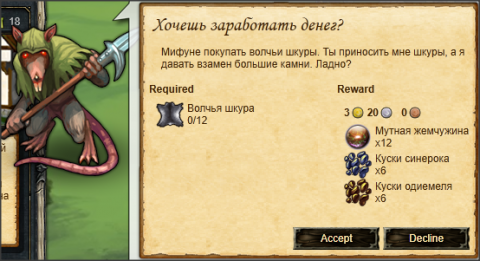 18
Хочешь заработать денег?
Мифуне покупать волчьи шкуры. Ты приносить мне шкуры, а я
давать взамен большие камни. Ладно?
Required
Волчья шкура
0/12
Reward
3 20 0
Мутная жемчужина
x12
Куски синерока
x6
Куски одиемеля
x6
Accept Decline